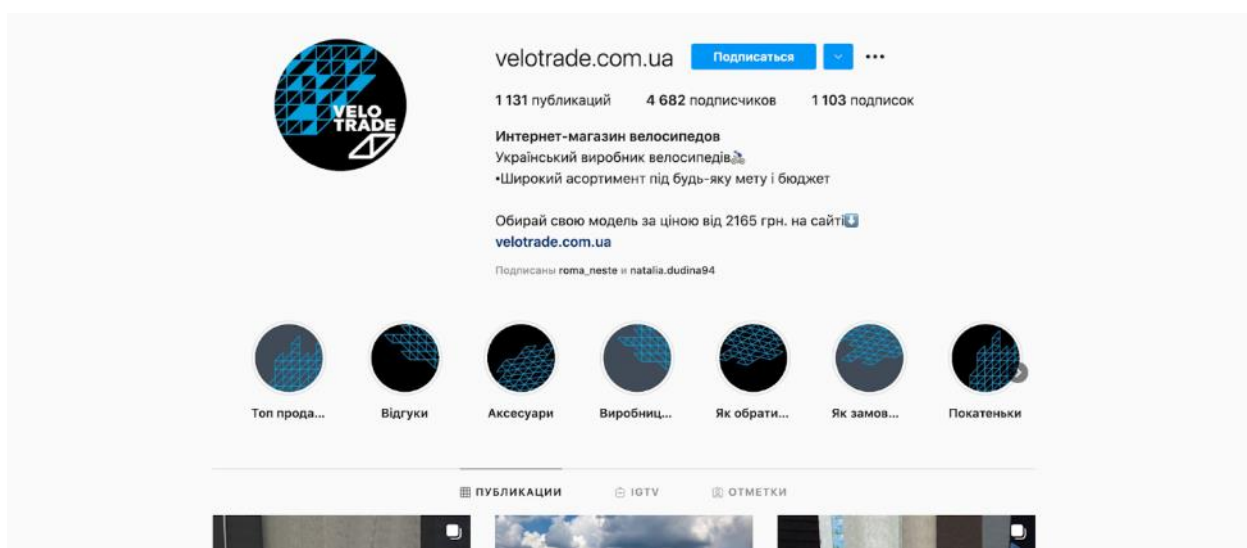 VELO
TRADE
velotrade.com.ua Подписаться
1 131 публикаций 4 682 подписчиков 1 103 подписок
Интернет-магазин велосипедов
Український виробник велосипедів
•Широкий асортимент під будь-яку мету і бюджет
Обирай свою модель за ціною від 2165 грн. на сайті
velotrade.com.ua
Подписаны roma_neste и natalia.dudina94
Топ прода... Відгуки Аксесуари Виробниц... Як обрати... Як замов... Покатеньки
ПУБЛИКАЦИИ IGTV ОТМЕТКИ